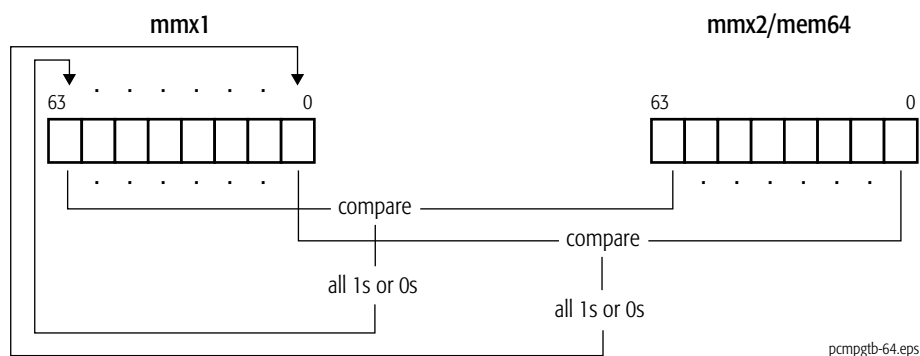 mmx1 mmx2/mem64
. . . . . .
63 0 63 0
. . . . . . . . . . . .
compare
compare
all 1s or 0s
all 1s or 0s
pcmpgtb-64.eps